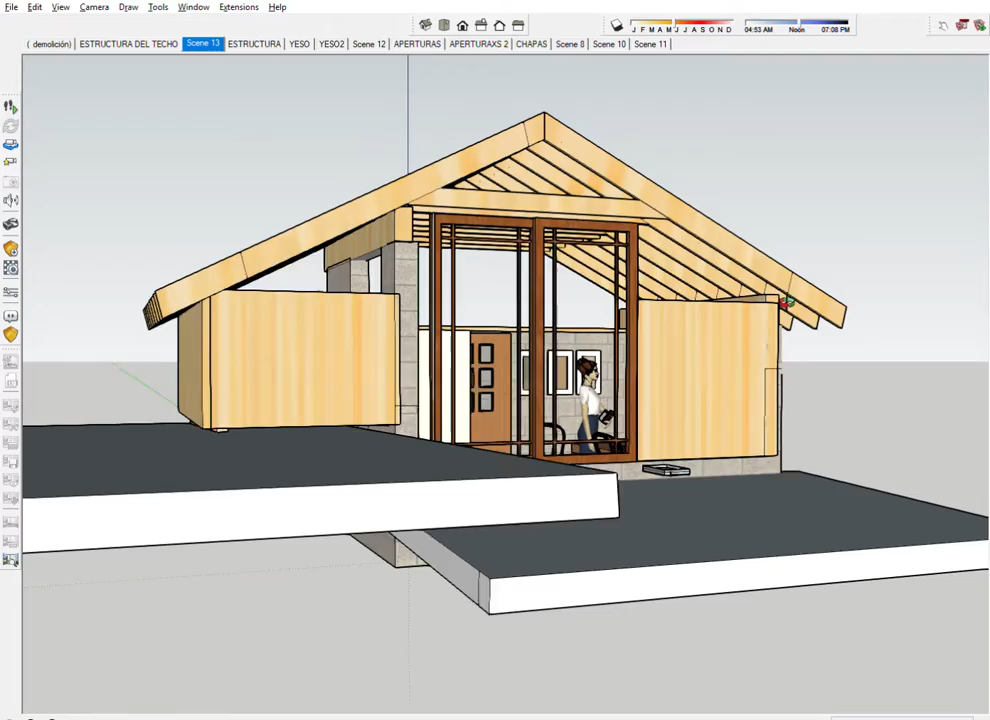 File Edit View Camera Draw Tools Window Extensions Help
J F M A M J J A S O N D 04:53 AM Noon 07:08 PM
( demolición) ESTRUCTURA DEL TECHO Scene 13 ESTRUCTURA YESO YESO2 Scene 12 APERTURAS APERTURAXS 2 CHAPAS Scene 8 Scene 10 Scene 11